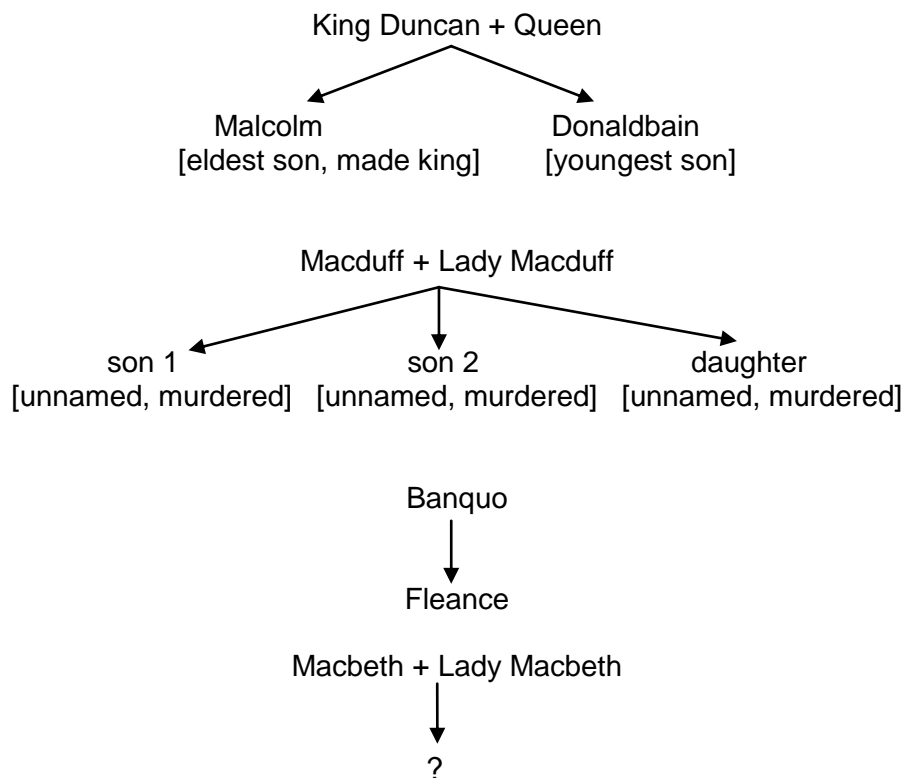 King Duncan + Queen
Malcolm Donaldbain
[eldest son, made king] [youngest son]
Macduff + Lady Macduff
son 1 son 2 daughter
[unnamed, murdered] [unnamed, murdered] [unnamed, murdered]
Banquo
Fleance
Macbeth + Lady Macbeth
?